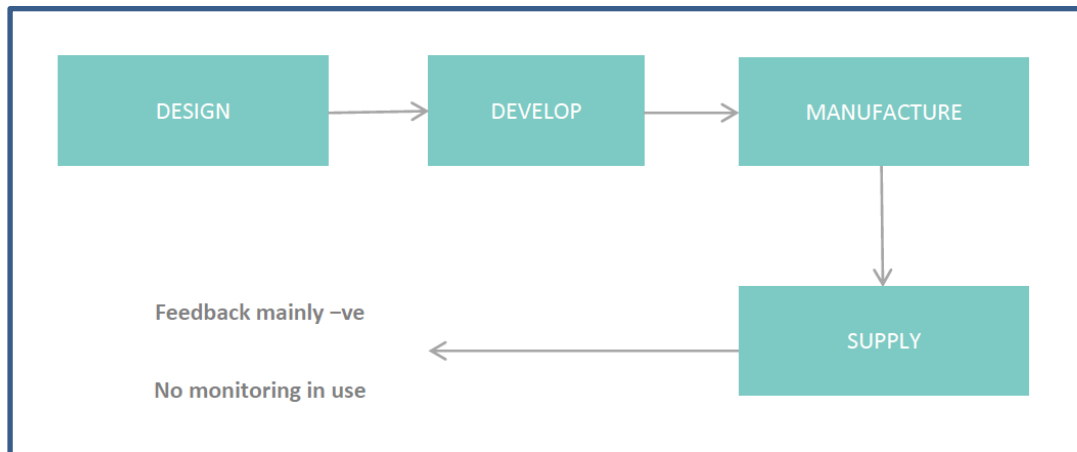 DESIGN
DEVELOP
MANUFACTURE
SUPPLY
Feedback mainly –ve
No monitoring in use